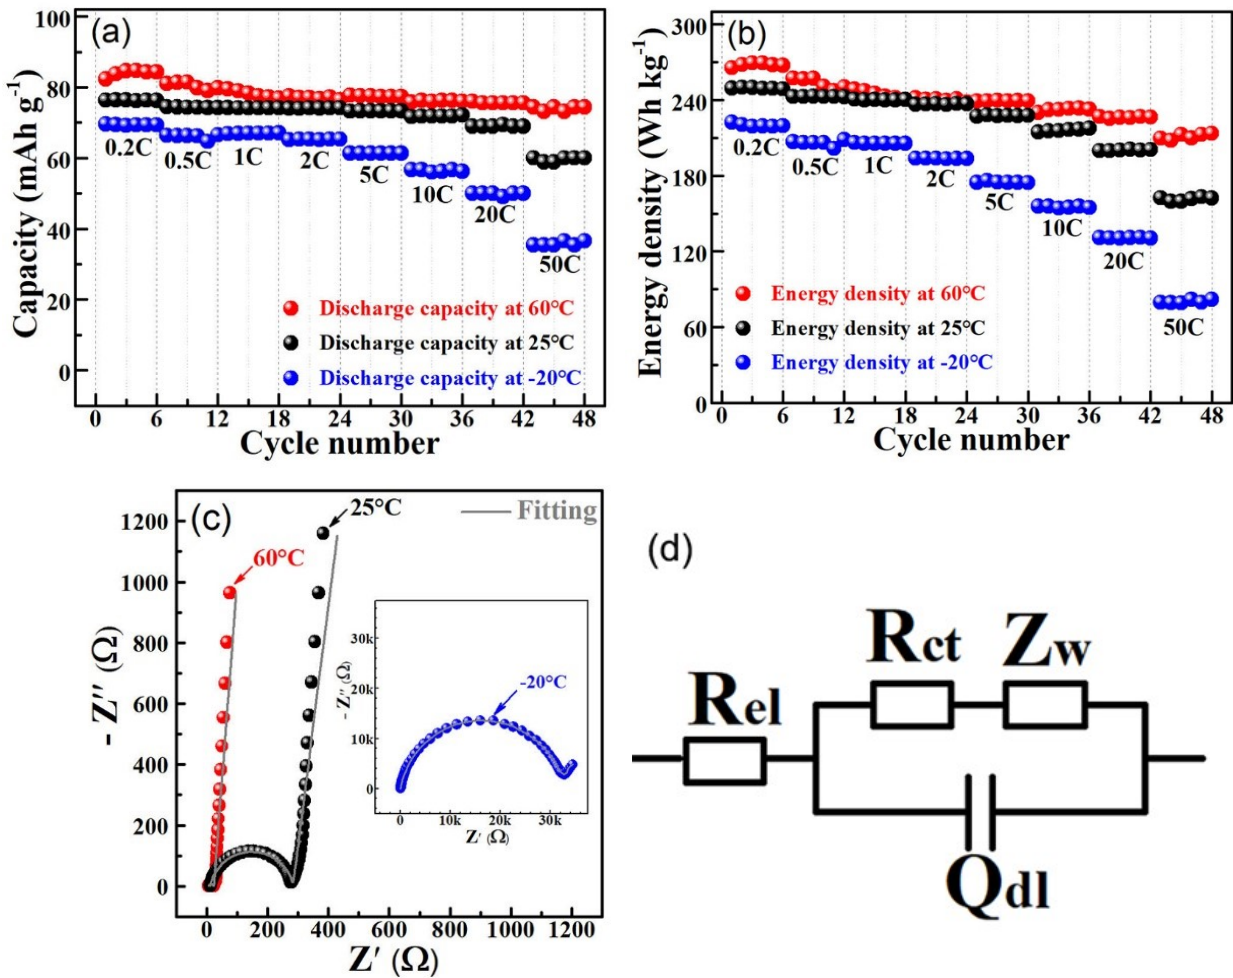 (a)
Capacity (mAh g⁻¹)
100
80
60
40
20
0
0.2C
0.5C
1C
2C
5C
10C
20C
50C
Discharge capacity at 60°C
Discharge capacity at 25°C
Discharge capacity at -20°C
0 6 12 18 24 30 36 42 48
Cycle number
(b)
Energy density (Wh kg⁻¹)
300
240
180
120
60
0
0.2C
0.5C
1C
2C
5C
10C
20C
50C
Energy density at 60°C
Energy density at 25°C
Energy density at -20°C
0 6 12 18 24 30 36 42 48
Cycle number
(c)
- Z′′ (Ω)
1200
1000
800
600
400
200
0
25°C
60°C
Fitting
- Z′′ (Ω)
30k
20k
10k
0
-20°C
0 10k 20k 30k
Z′ (Ω)
0 200 400 600 800 1000 1200
Z′ (Ω)
(d)
Rct
Zw
Rel
Qdl